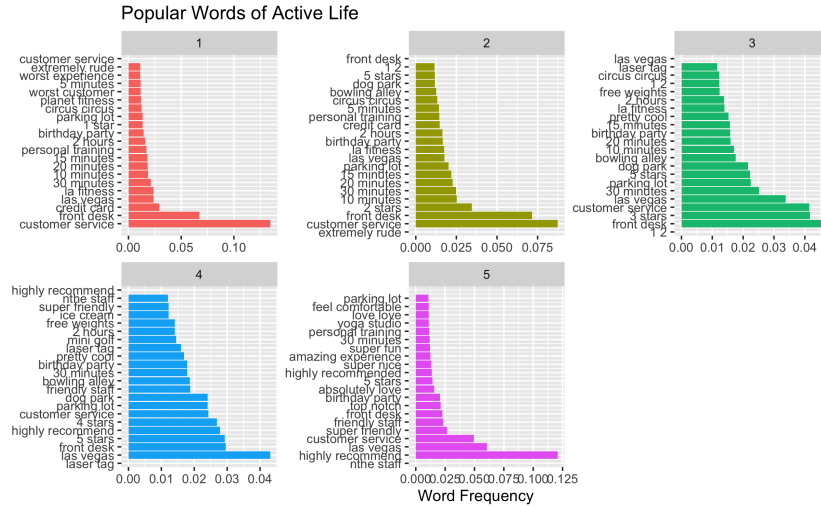 Popular Words of Active Life
1
customer service
extremely rude
worst experience
5 minutes
worst customer
planet fitness
circus circus
parking lot
1 star
birthday party
2 hours
personal training
15 minutes
20 minutes
10 minutes
30 minutes
la fitness
las vegas
credit card
front desk
customer service
0.00 0.05 0.10
2
front desk
1 2
5 stars
dog park
bowling alley
circus circus
5 minutes
personal training
credit card
2 hours
birthday party
la fitness
las vegas
parking lot
15 minutes
20 minutes
30 minutes
10 minutes
2 stars
front desk
customer service
extremely rude
0.000 0.025 0.050 0.075
3
las vegas
laser tag
circus circus
1 2
free weights
2 hours
la fitness
pretty cool
15 minutes
birthday party
20 minutes
10 minutes
bowling alley
dog park
5 stars
parking lot
30 minutes
las vegas
customer service
3 stars
front desk
1 2
0.00 0.01 0.02 0.03 0.04
4
highly recommend
nthe staff
super friendly
ice cream
free weights
2 hours
mini golf
laser tag
pretty cool
birthday party
30 minutes
bowling alley
friendly staff
dog park
parking lot
customer service
4 stars
highly recommend
5 stars
front desk
las vegas
laser tag
0.00 0.01 0.02 0.03 0.04
5
parking lot
feel comfortable
love love
yoga studio
personal training
30 minutes
super fun
amazing experience
super nice
highly recommended
5 stars
absolutely love
birthday party
top notch
front desk
friendly staff
super friendly
customer service
las vegas
highly recommend
nthe staff
0.000 0.025 0.050 0.075 0.100 0.125
Word Frequency